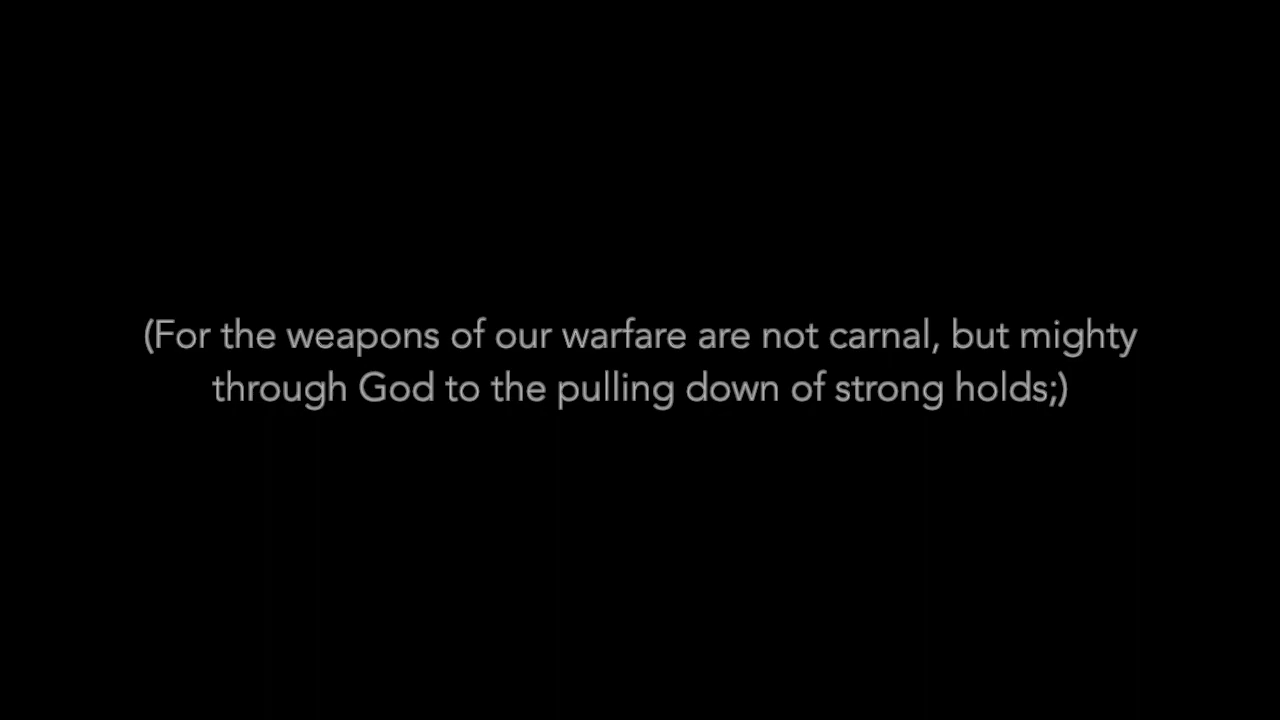 (For the weapons of our warfare are not carnal, but mighty
through God to the pulling down of strong holds;)